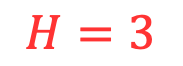 H = 3